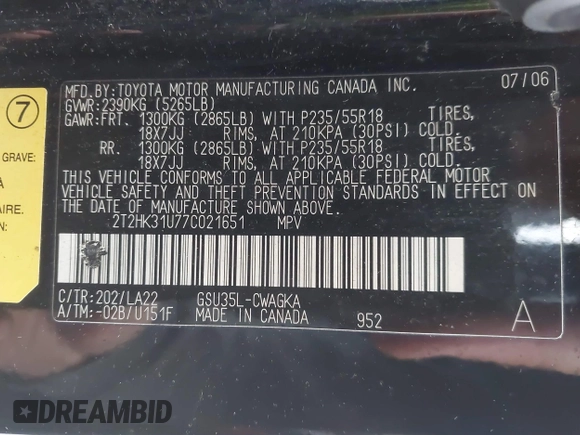 MFD.BY:TOYOTA MOTOR MANUFACTURING CANADA INC. 07/06
GVWR:2390KG (5265LB)
GAWR:FRT. 1300KG (2865LB) WITH P235/55R18 TIRES,
18X7JJ RIMS, AT 210KPA (30PSI) COLD.
RR. 1300KG (2865LB) WITH P235/55R18 TIRES,
18X7JJ RIMS, AT 210KPA (30PSI) COLD.
THIS VEHICLE CONFORMS TO ALL APPLICABLE FEDERAL MOTOR
VEHICLE SAFETY AND THEFT PREVENTION STANDARDS IN EFFECT ON
THE DATE OF MANUFACTURE SHOWN ABOVE.
2T2HK31U77C021651 MPV
C/TR:202/LA22 GSU35L-CWAGKA
A/TM:-02B/U151F MADE IN CANADA 952 A
7
GRAVE:
A
AIRE.
ION:
DREAMBID